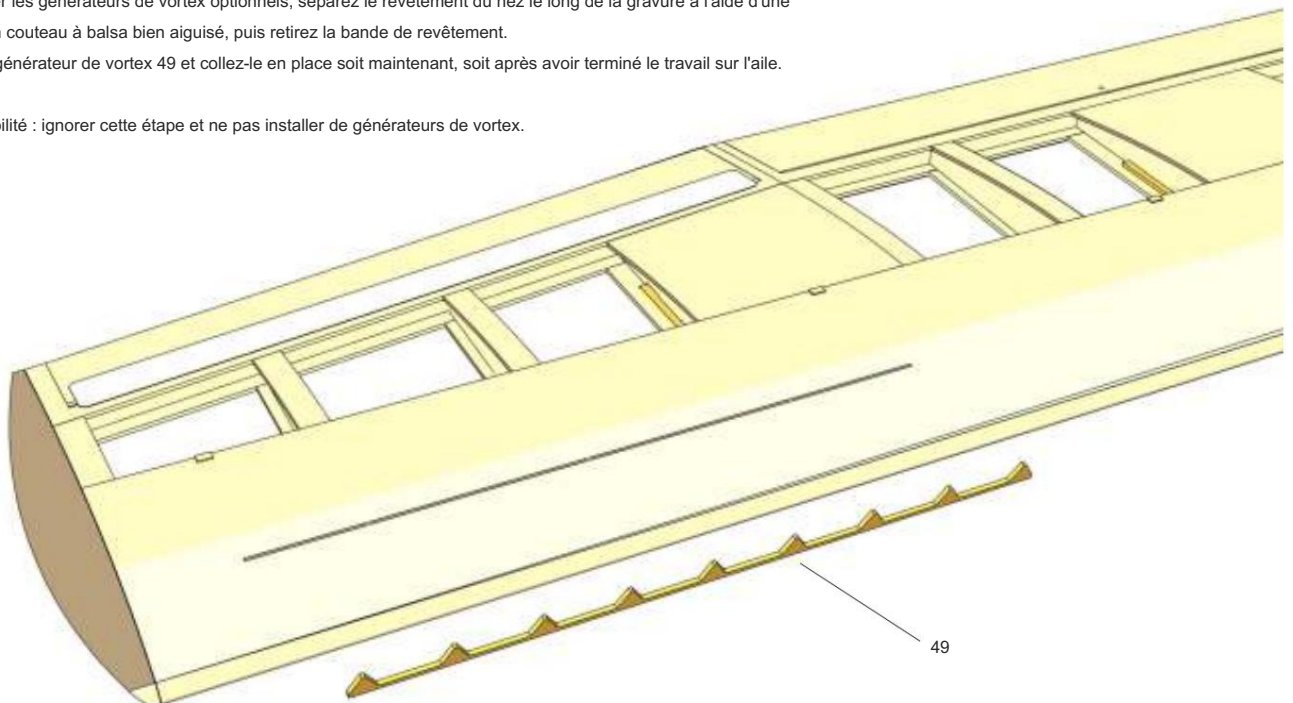 les générateurs de vortex optionnels, séparez le revêtement du nez le long de la gravure à l'aide d'une
couteau à balsa bien aiguisé, puis retirez la bande de revêtement.
générateur de vortex 49 et collez-le en place soit maintenant, soit après avoir terminé le travail sur l'aile.
: ignorer cette étape et ne pas installer de générateurs de vortex.
49